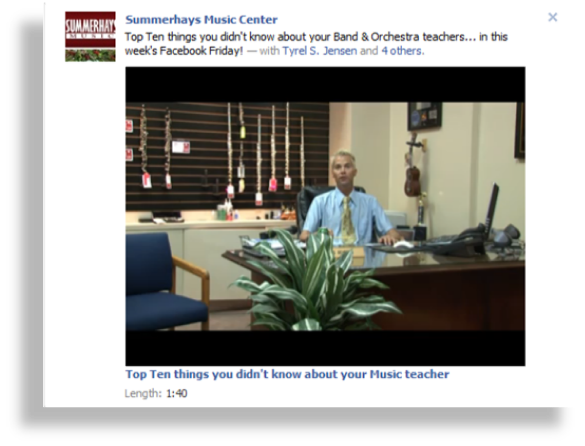 SUMMERHAYS
MUSIC
Summerhays Music Center
Top Ten things you didn't know about your Band & Orchestra teachers... in this
week's Facebook Friday! — with Tyrel S. Jensen and 4 others.
Top Ten things you didn't know about your Music teacher
Length: 1:40